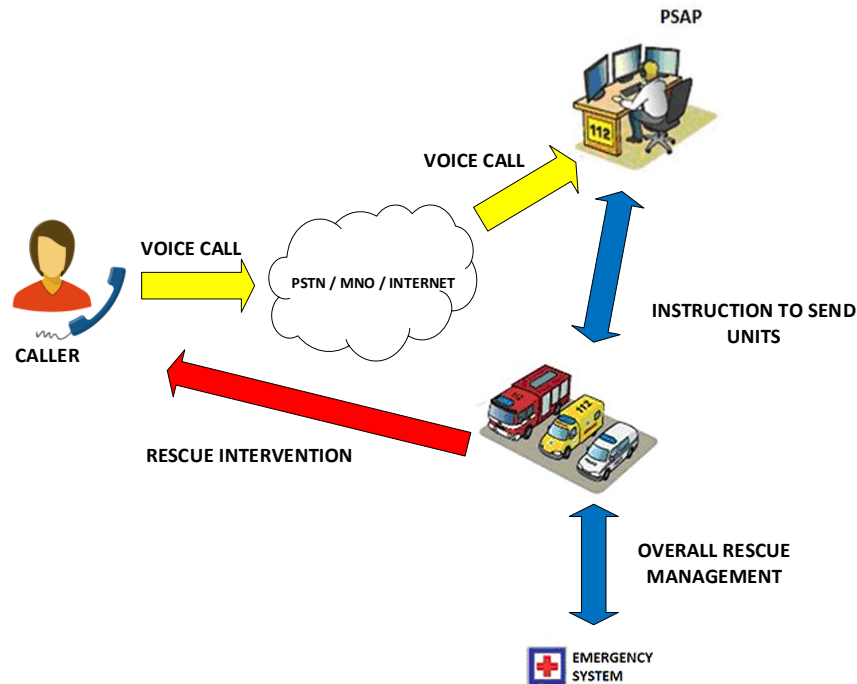 PSAP
112
VOICE CALL
VOICE CALL
PSTN / MNO / INTERNET
CALLER
INSTRUCTION TO SEND
UNITS
112
RESCUE INTERVENTION
OVERALL RESCUE
MANAGEMENT
EMERGENCY
SYSTEM